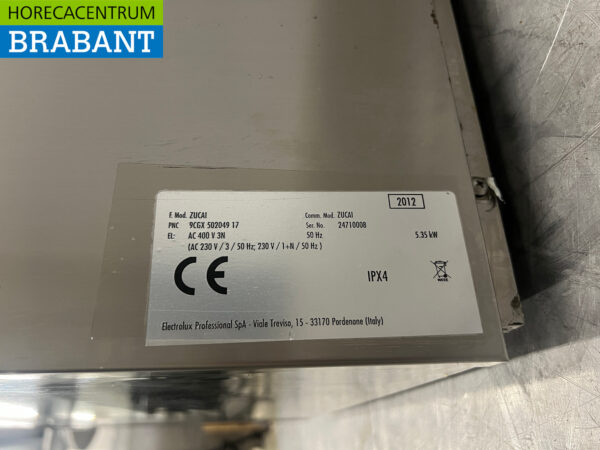 HORECACENTRUM
BRABANT
2012
F. Mod. ZUCAI Comm. Mod. ZUCAI
PNC 9CGX 502049 17 Ser. No. 24710008
EL: AC 400 V 3N 50 Hz 5.35 kW
(AC 230 V / 3 / 50 Hz; 230 V / 1+N / 50 Hz )
CE IPX4
WEEE
Electrolux Professional SpA - Viale Treviso, 15 - 33170 Pordenone (Italy)